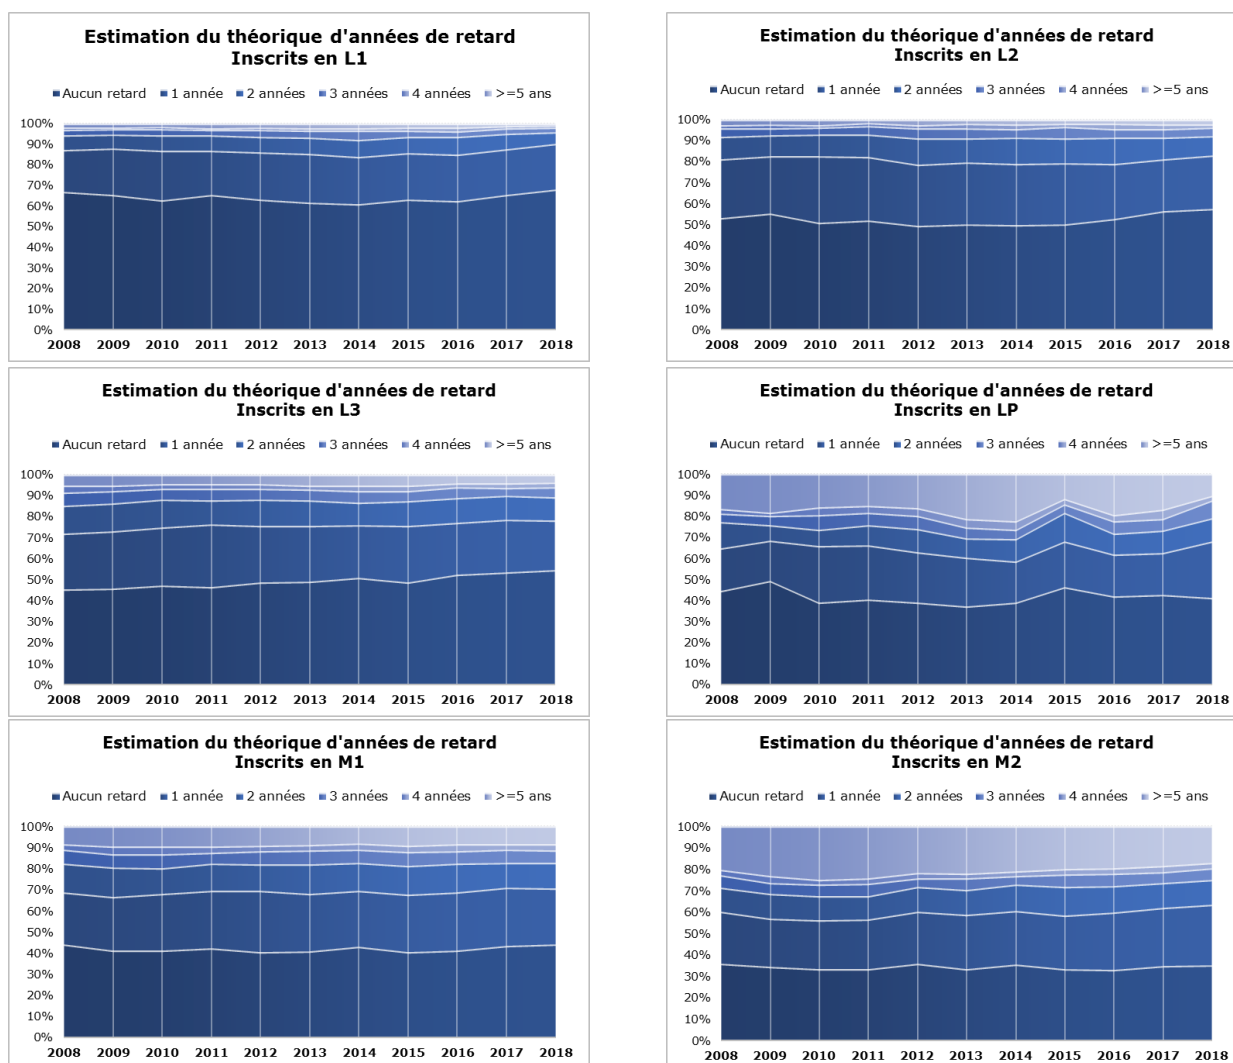 Estimation du théorique d'années de retard
Inscrits en L1
Aucun retard 1 année 2 années 3 années 4 années >=5 ans
100%
90%
80%
70%
60%
50%
40%
30%
20%
10%
0%
2008 2009 2010 2011 2012 2013 2014 2015 2016 2017 2018
Estimation du théorique d'années de retard
Inscrits en L2
Aucun retard 1 année 2 années 3 années 4 années >=5 ans
100%
90%
80%
70%
60%
50%
40%
30%
20%
10%
0%
2008 2009 2010 2011 2012 2013 2014 2015 2016 2017 2018
Estimation du théorique d'années de retard
Inscrits en L3
Aucun retard 1 année 2 années 3 années 4 années >=5 ans
100%
90%
80%
70%
60%
50%
40%
30%
20%
10%
0%
2008 2009 2010 2011 2012 2013 2014 2015 2016 2017 2018
Estimation du théorique d'années de retard
Inscrits en LP
Aucun retard 1 année 2 années 3 années 4 années >=5 ans
100%
90%
80%
70%
60%
50%
40%
30%
20%
10%
0%
2008 2009 2010 2011 2012 2013 2014 2015 2016 2017 2018
Estimation du théorique d'années de retard
Inscrits en M1
Aucun retard 1 année 2 années 3 années 4 années >=5 ans
100%
90%
80%
70%
60%
50%
40%
30%
20%
10%
0%
2008 2009 2010 2011 2012 2013 2014 2015 2016 2017 2018
Estimation du théorique d'années de retard
Inscrits en M2
Aucun retard 1 année 2 années 3 années 4 années >=5 ans
100%
90%
80%
70%
60%
50%
40%
30%
20%
10%
0%
2008 2009 2010 2011 2012 2013 2014 2015 2016 2017 2018